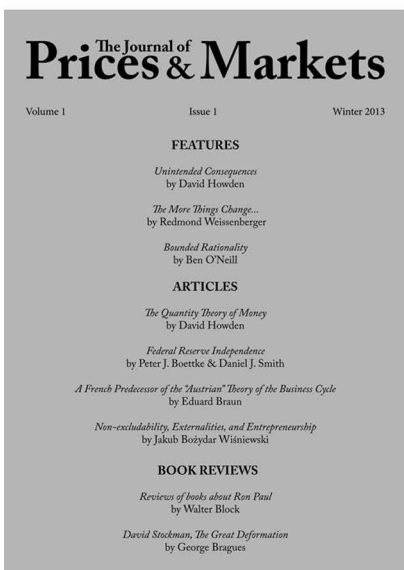 The Journal of
Prices & Markets
Volume 1 Issue 1 Winter 2013
FEATURES
Unintended Consequences
by David Howden
The More Things Change...
by Redmond Weissenberger
Bounded Rationality
by Ben O'Neill
ARTICLES
The Quantity Theory of Money
by David Howden
Federal Reserve Independence
by Peter J. Boettke & Daniel J. Smith
A French Predecessor of the "Austrian" Theory of the Business Cycle
by Eduard Braun
Non-excludability, Externalities, and Entrepreneurship
by Jakub Bożydar Wiśniewski
BOOK REVIEWS
Reviews of books about Ron Paul
by Walter Block
David Stockman, The Great Deformation
by George Bragues